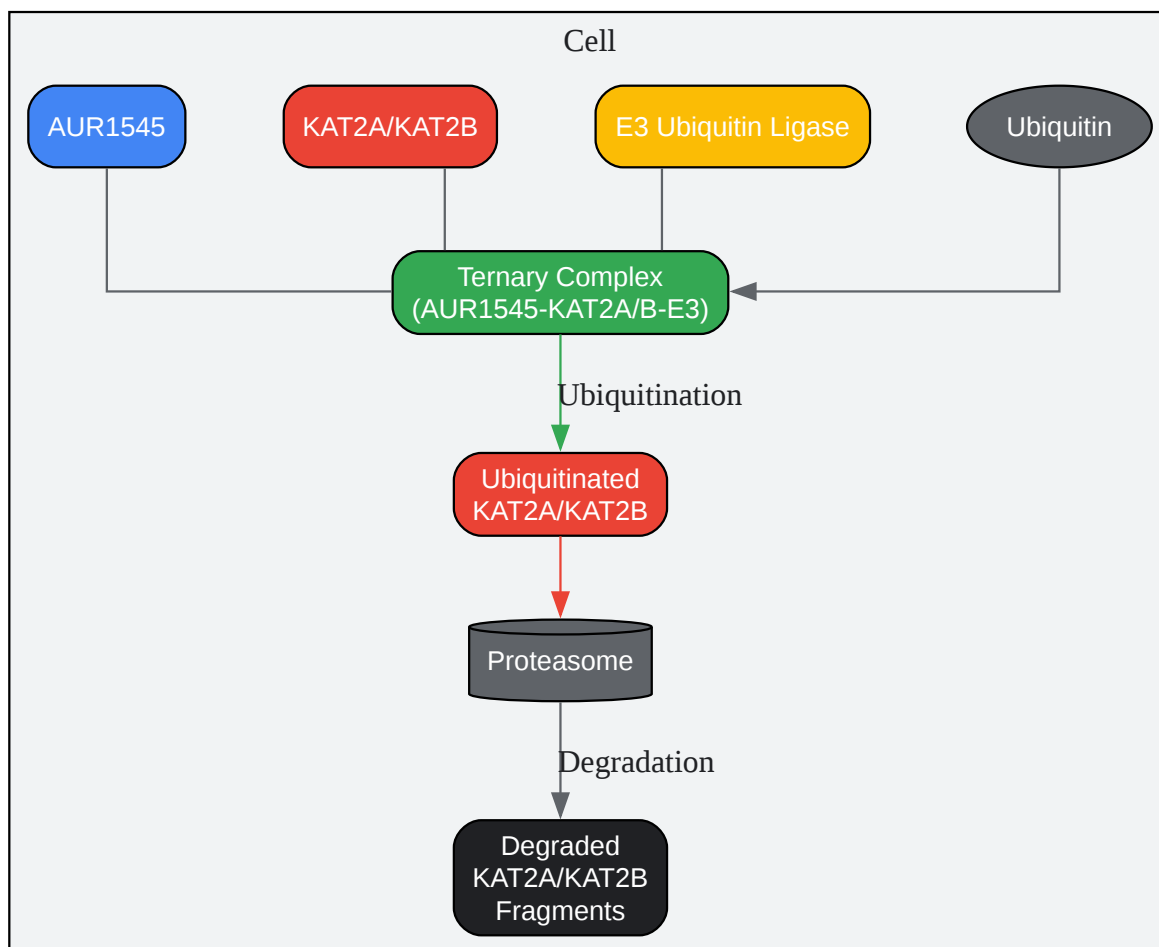 Cell
AUR1545
KAT2A/KAT2B
E3 Ubiquitin Ligase
Ubiquitin
Ternary Complex
(AUR1545-KAT2A/B-E3)
Ubiquitination
Ubiquitinated
KAT2A/KAT2B
Proteasome
Degradation
Degraded
KAT2A/KAT2B
Fragments